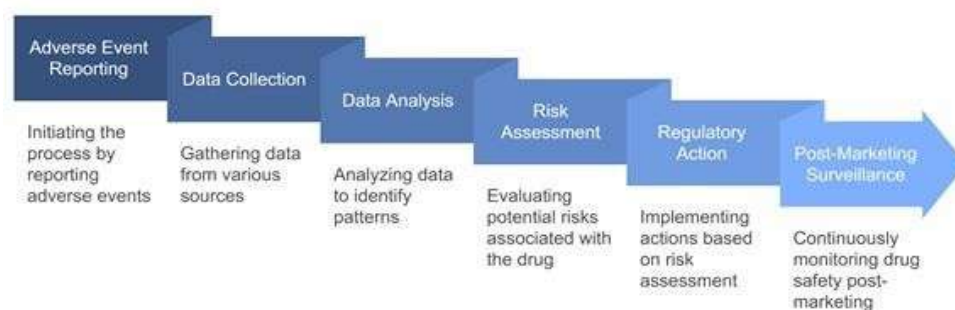 Adverse Event
Reporting
Initiating the
process by
reporting
adverse events
Data Collection
Gathering data
from various
sources
Data Analysis
Analyzing data
to identify
patterns
Risk
Assessment
Evaluating
potential risks
associated with
the drug
Regulatory
Action
Implementing
actions based
on risk
assessment
Post-Marketing
Surveillance
Continuously
monitoring drug
safety post-
marketing